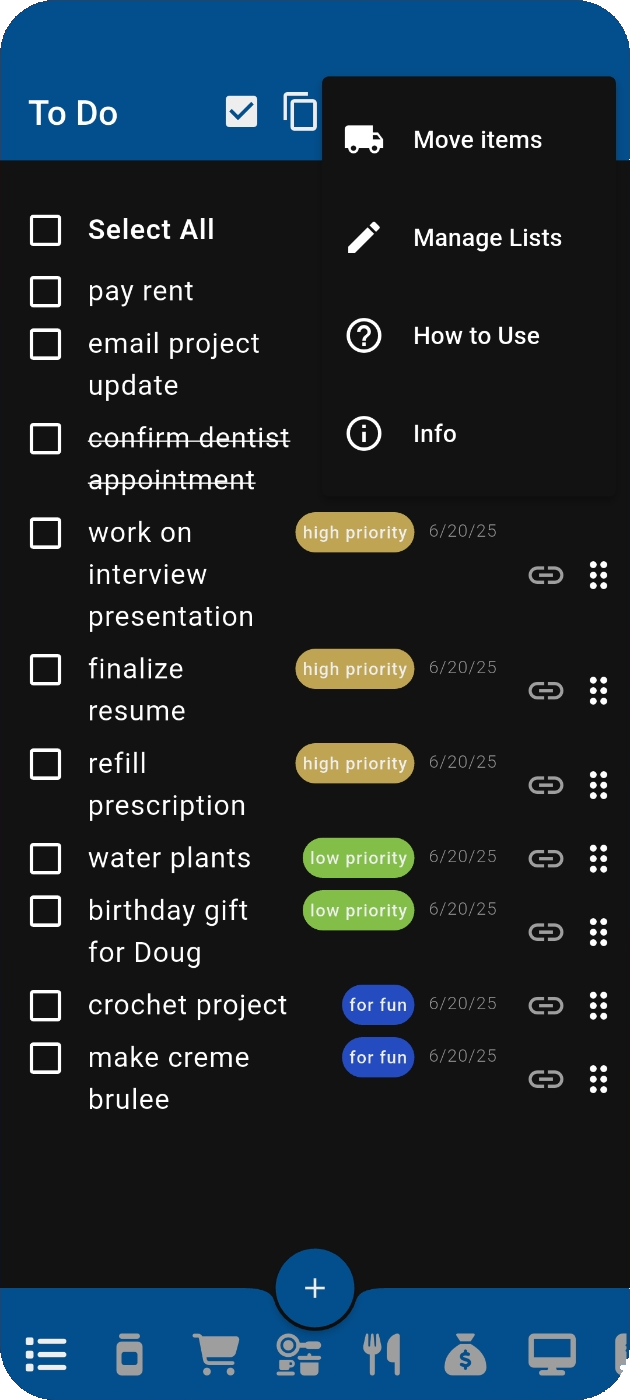 To Do
Move items
Manage Lists
How to Use
Info
Select All
pay rent
email project
update
confirm dentist
appointment
work on
interview
presentation
high priority 6/20/25
finalize
resume
high priority 6/20/25
refill
prescription
high priority 6/20/25
water plants low priority 6/20/25
birthday gift
for Doug
low priority 6/20/25
crochet project for fun 6/20/25
make creme
brulee
for fun 6/20/25